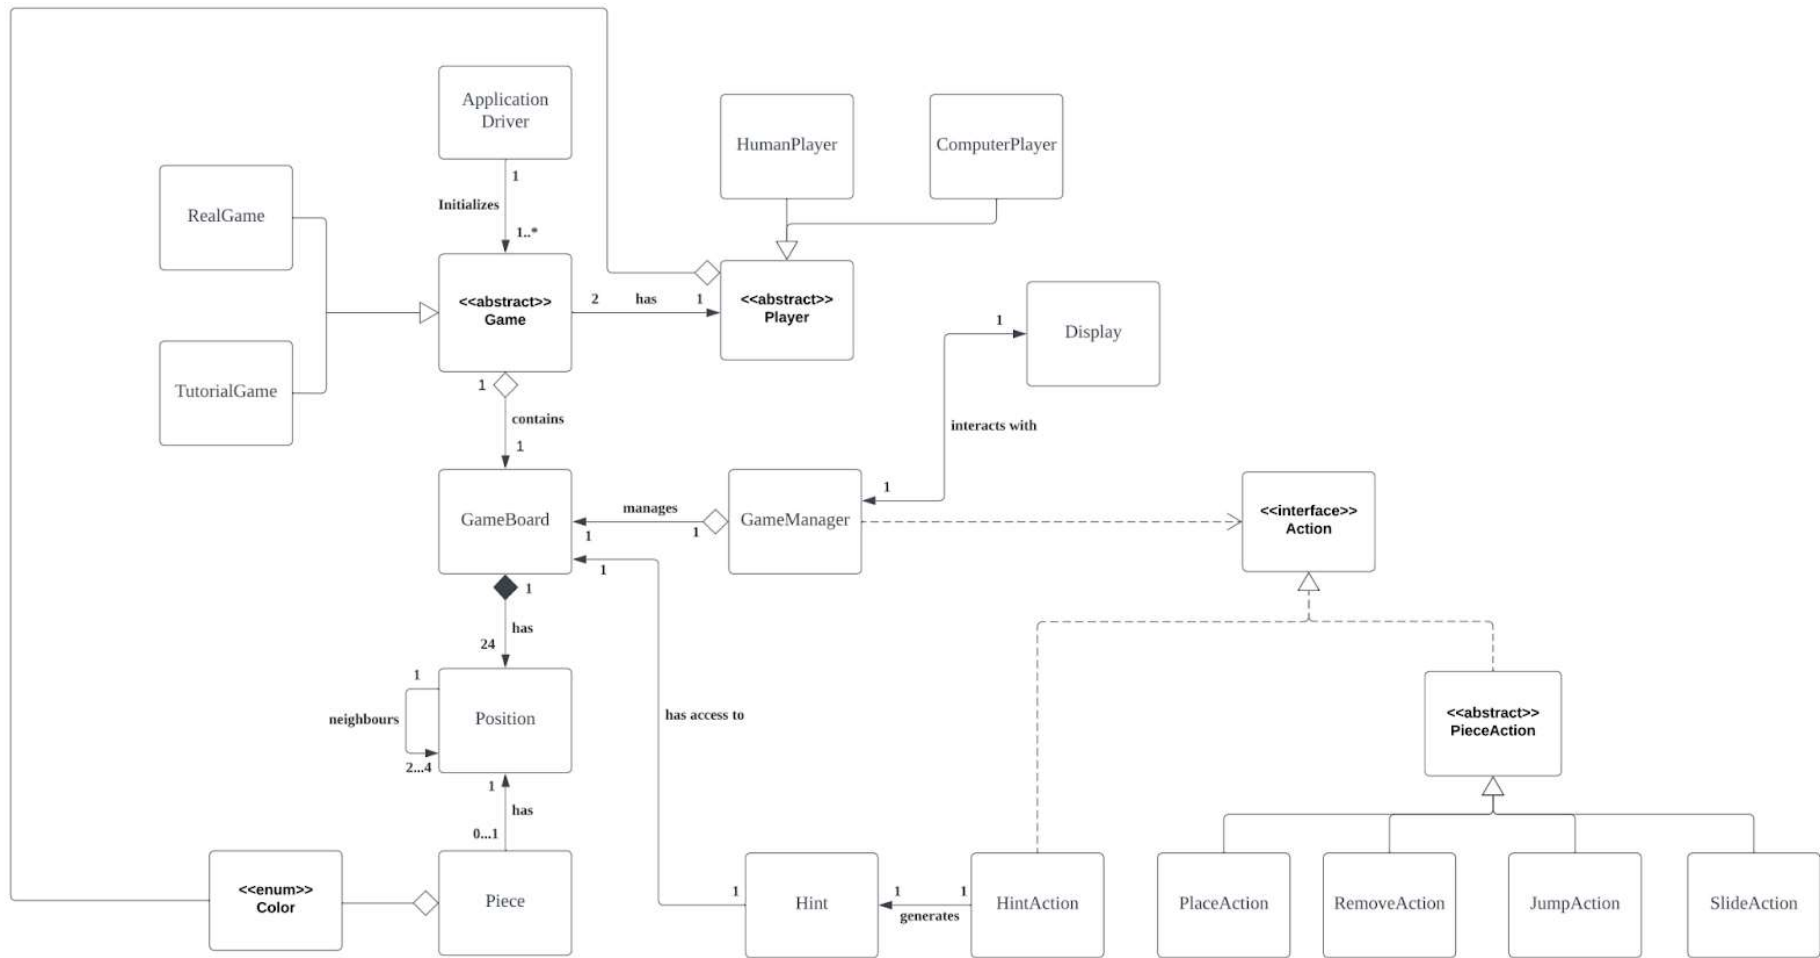 Application
Driver
HumanPlayer
ComputerPlayer
1
Initializes
RealGame
1..*
<<abstract>>
Game
2
has
1
<<abstract>>
Player
1
Display
TutorialGame
1
contains
1
interacts with
1
GameBoard
manages
1
1
GameManager
<<interface>>
Action
1
1
has
24
1
neighbours
2...4
Position
has access to
<<abstract>>
PieceAction
1
has
0...1
<<enum>>
Color
Piece
1
Hint
1
generates
1
HintAction
PlaceAction
RemoveAction
JumpAction
SlideAction